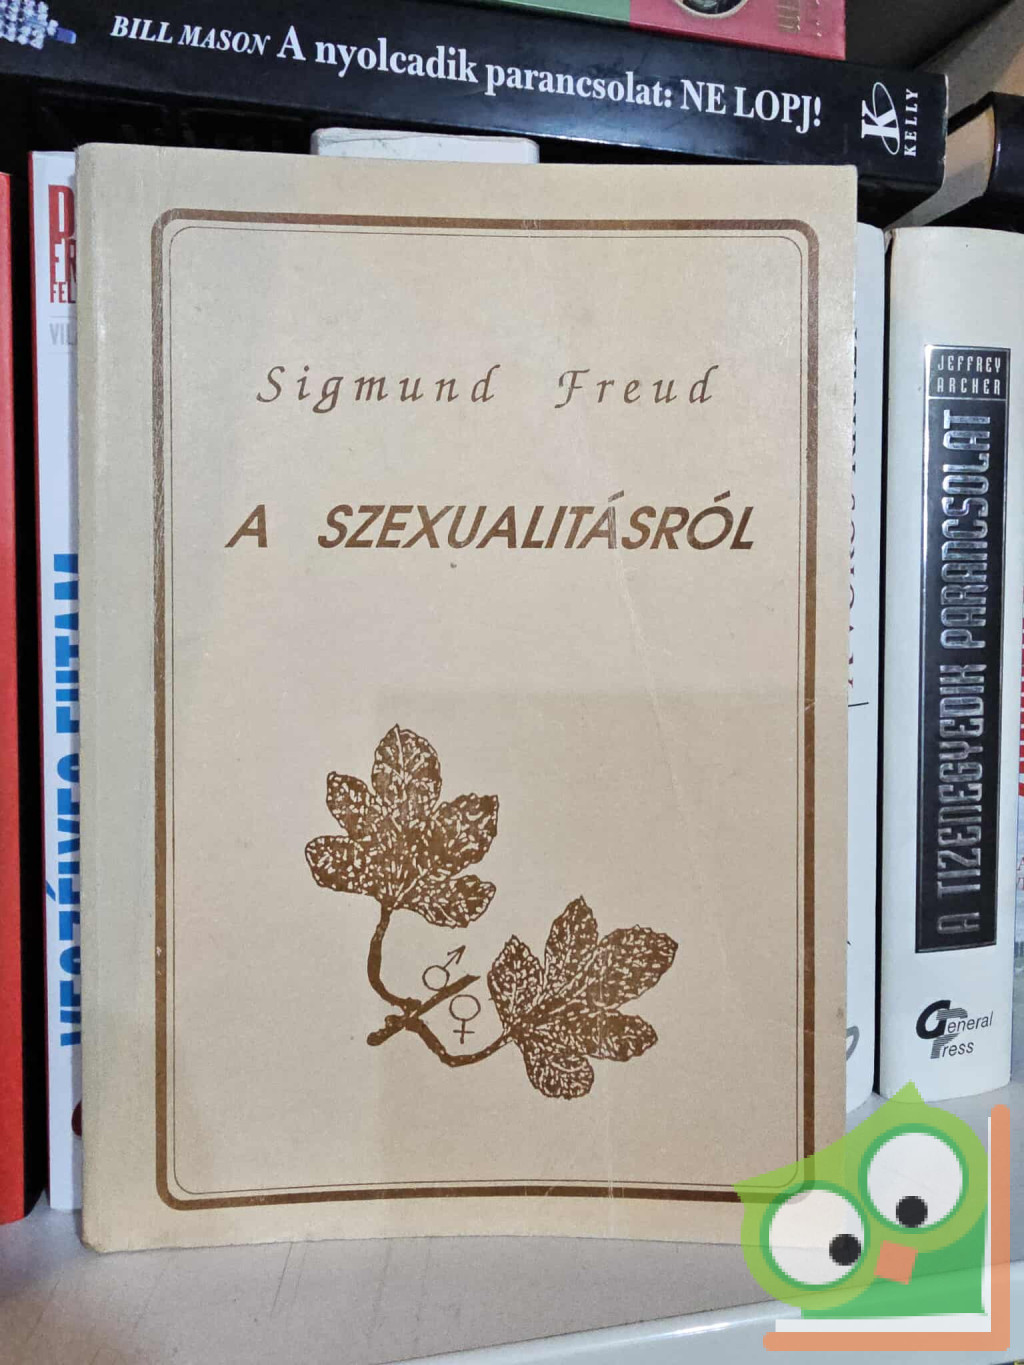 BILL MASON A nyolcadik parancsolat: NE LOPJ!
KELLY
Sigmund Freud
A SZEXUALITÁSRÓL
JEFFREY
ARCHER
A TIZENEGYEDIK PARANCSOLAT
General
Press